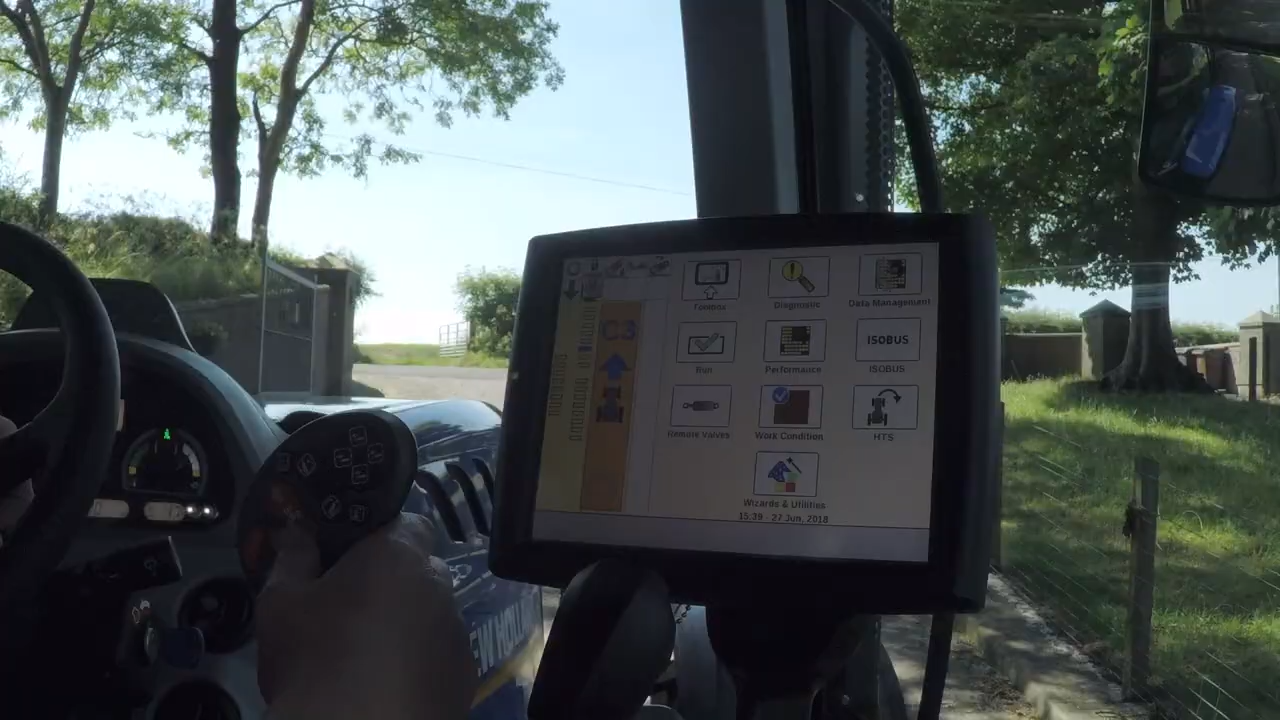 Toolbox
Diagnostic
Data Management
C3
Run
Performance
ISOBUS
ISOBUS
Remote Valves
Work Condition
HTS
Wizards & Utilities
15:39 - 27 Jun, 2018
EW HOLL